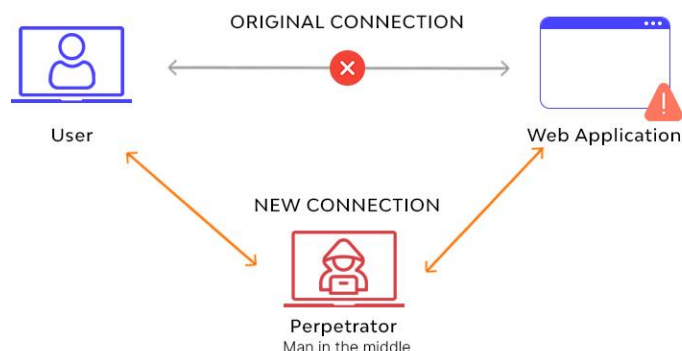 ORIGINAL CONNECTION
User
Web Application
NEW CONNECTION
Perpetrator
Man in the middle